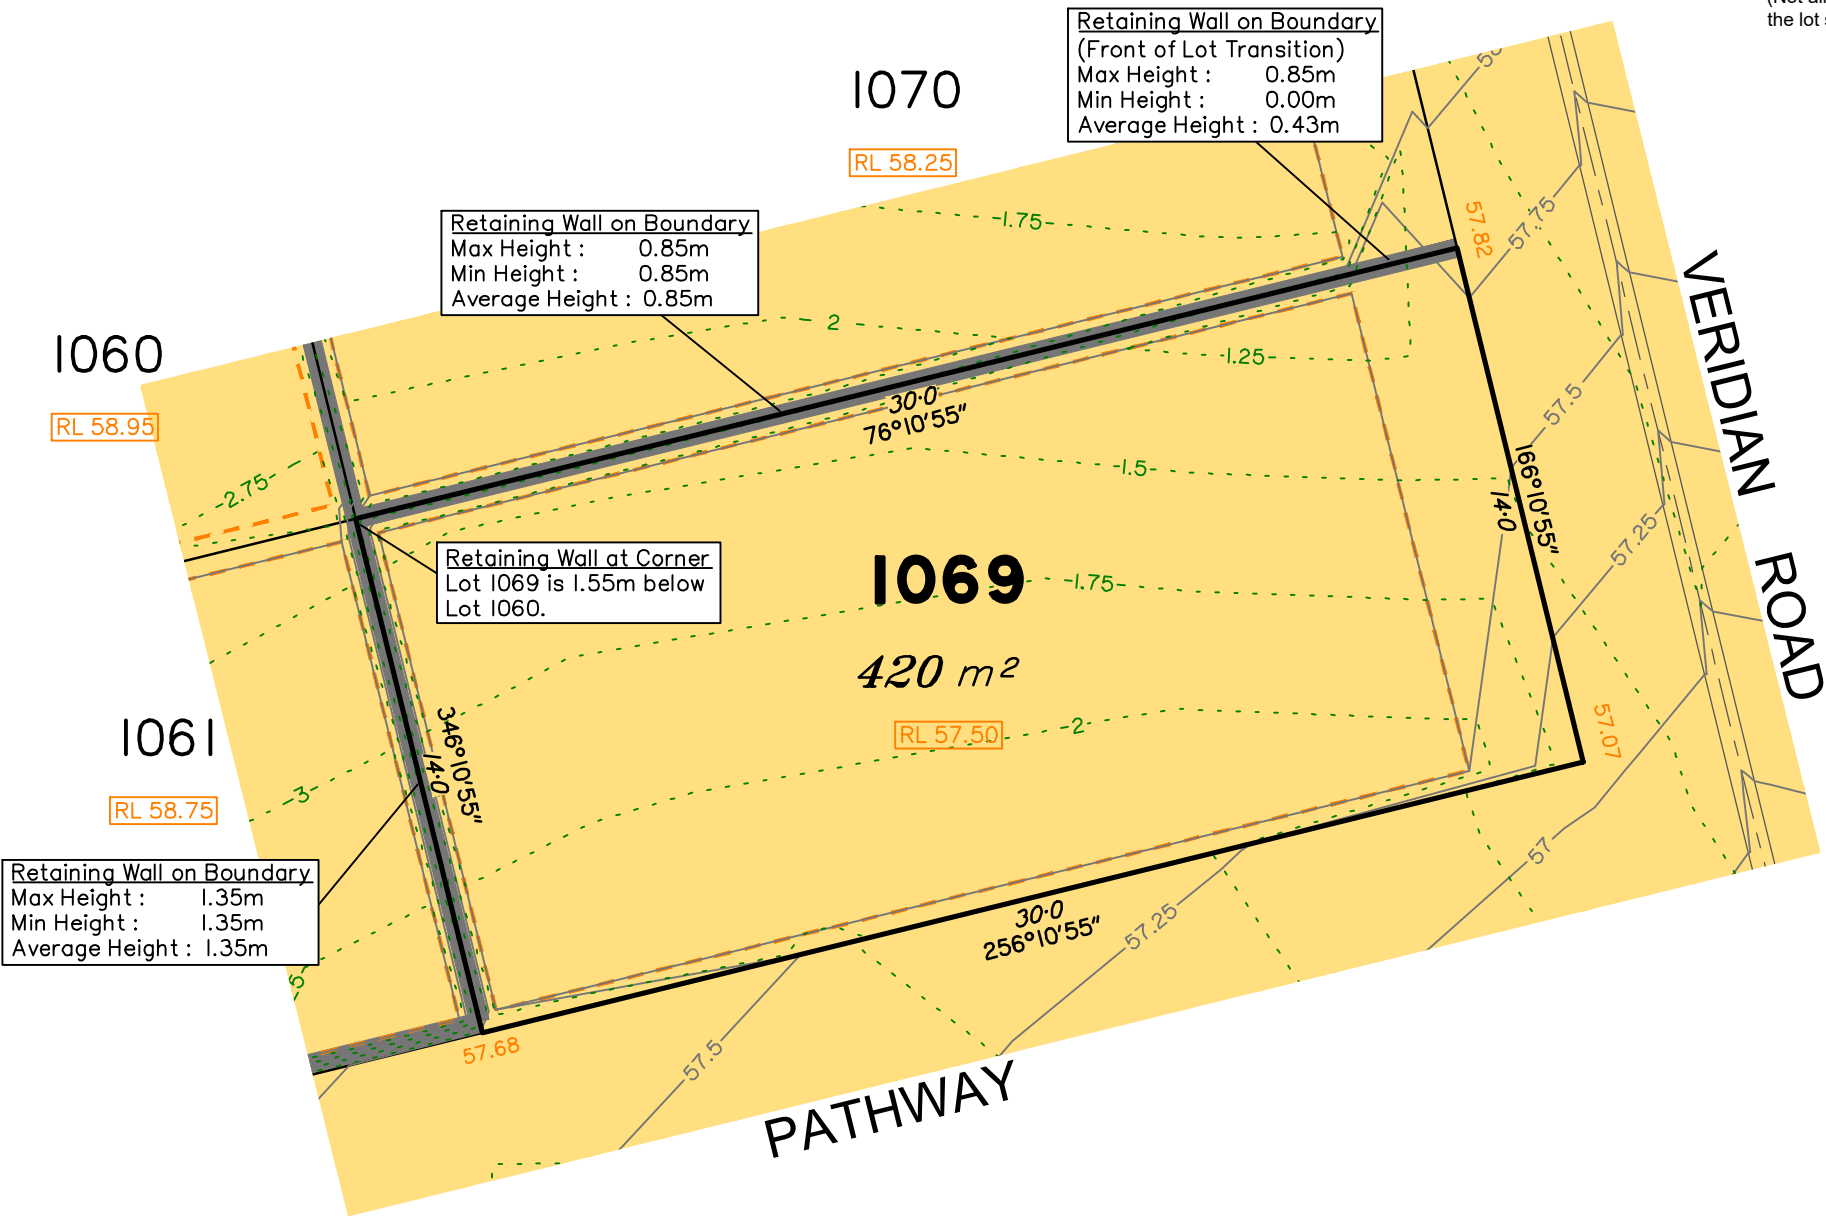 the lot s
Retaining Wall on Boundary
(Front of Lot Transition)
Max Height : 0.85m
Min Height : 0.00m
Average Height : 0.43m
1070
RL 58.25
Retaining Wall on Boundary
Max Height : 0.85m
Min Height : 0.85m
Average Height : 0.85m
1060
RL 58.95
1.75
2
1.25
57.82
57.75
VERIDIAN ROAD
30.0
76°10'55"
57.5
2.75
1.5
166°10'55"
14.0
57.25
Retaining Wall at Corner
Lot 1069 is 1.55m below
Lot 1060.
1069
1.75
420 m²
RL 57.50
2
57.07
1061
346°10'55"
14.0
3
RL 58.75
Retaining Wall on Boundary
Max Height : 1.35m
Min Height : 1.35m
Average Height : 1.35m
57
30.0
256°10'55"
57.25
57.68
57.5
PATHWAY